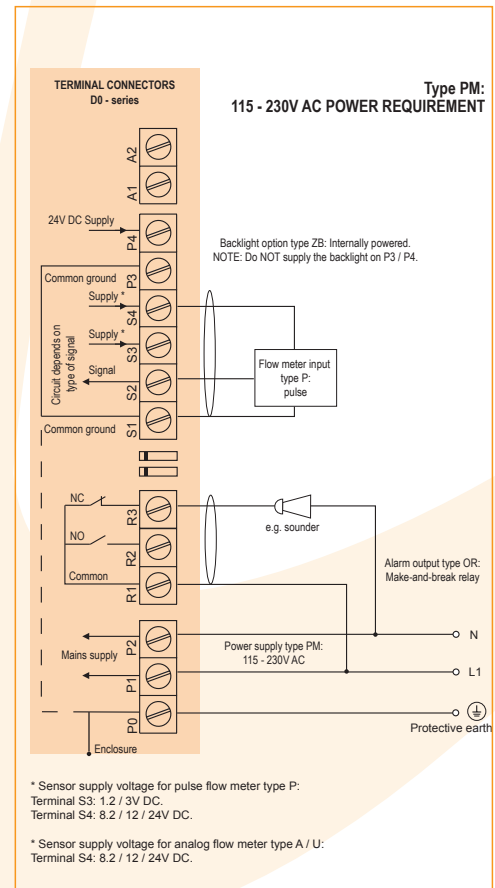 TERMINAL CONNECTORS
D0 - series
Type PM:
115 - 230V AC POWER REQUIREMENT
A2
A1
24V DC Supply
P4
Backlight option type ZB: Internally powered.
NOTE: Do NOT supply the backlight on P3 / P4.
Common ground
P3
Supply *
S4
Supply *
S3
Circuit depends on
type of signal
Signal
S2
Flow meter input
type P:
pulse
Common ground
S1
NC
R3
e.g. sounder
NO
R2
Alarm output type OR:
Make-and-break relay
Common
R1
P2
N
Mains supply
Power supply type PM:
115 - 230V AC
P1
L1
P0
Protective earth
Enclosure
* Sensor supply voltage for pulse flow meter type P:
Terminal S3: 1.2 / 3V DC.
Terminal S4: 8.2 / 12 / 24V DC.
* Sensor supply voltage for analog flow meter type A / U:
Terminal S4: 8.2 / 12 / 24V DC.